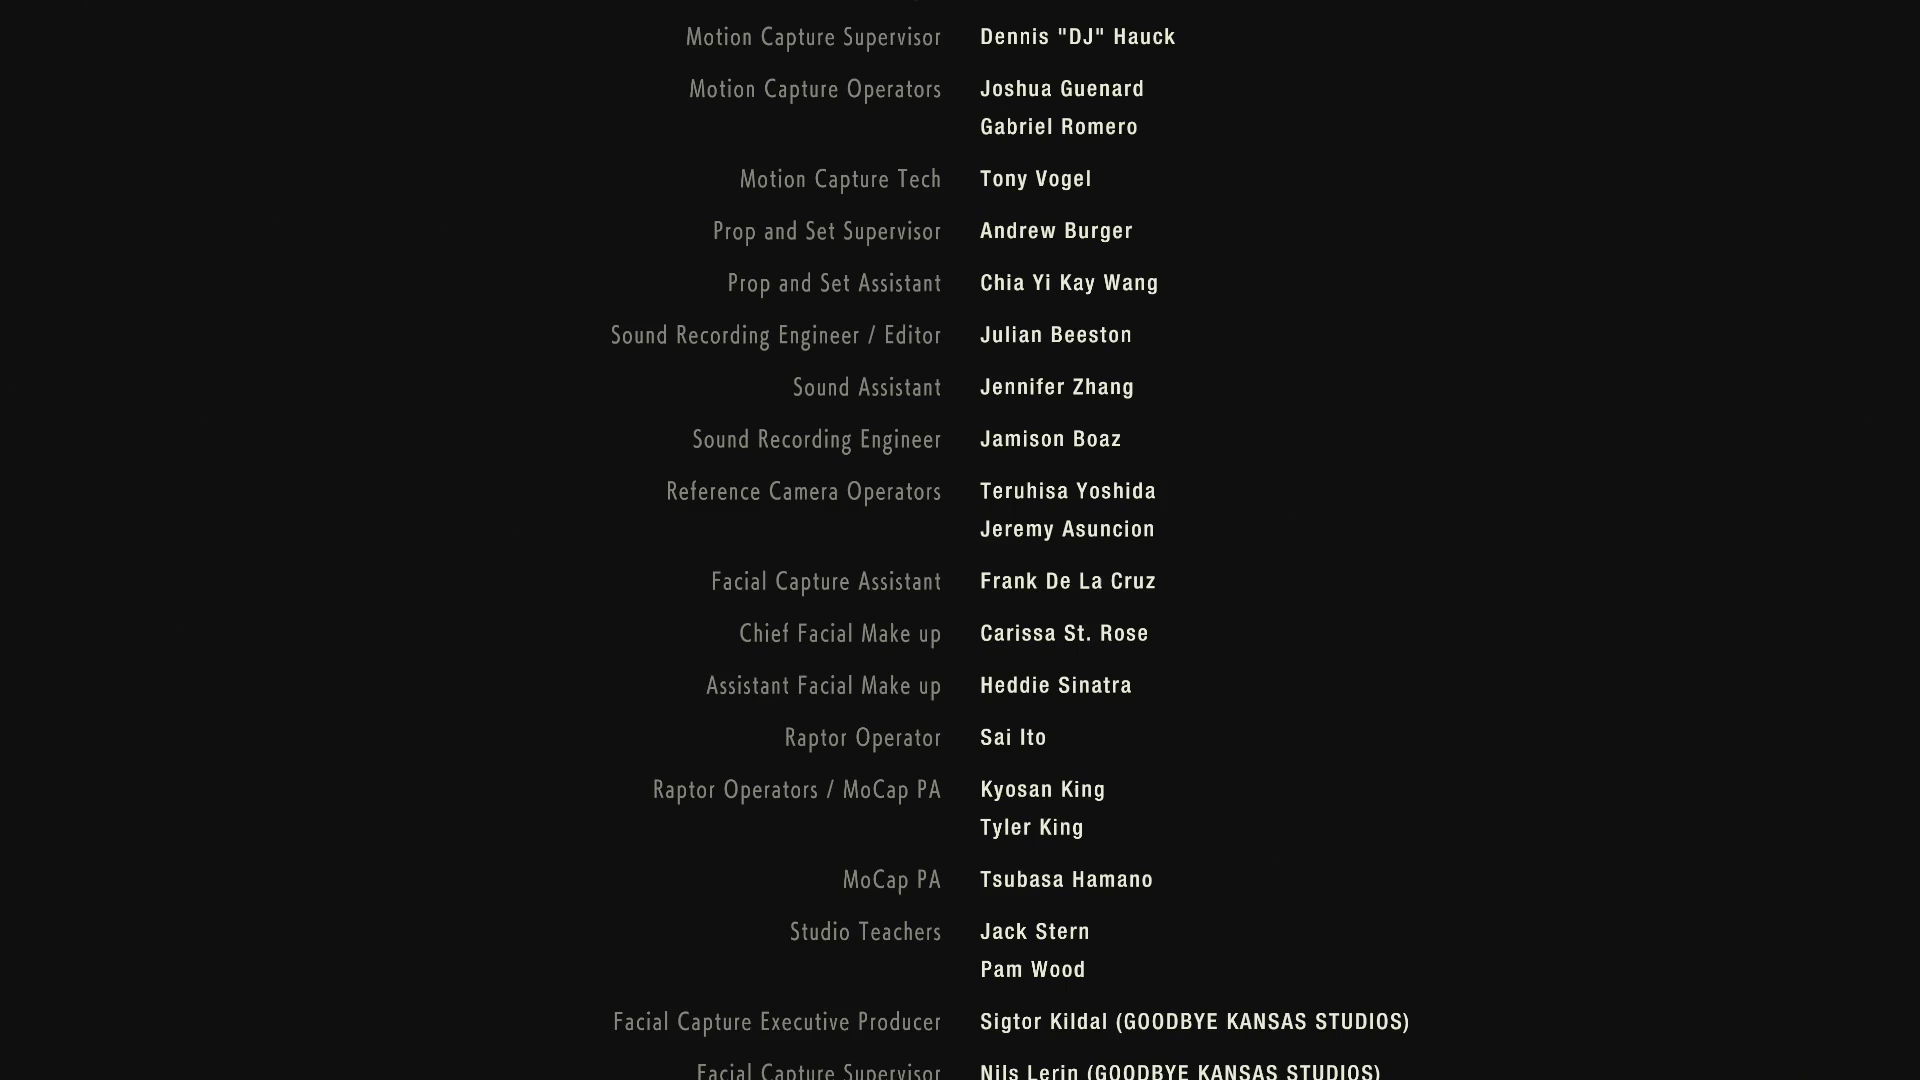 Motion Capture Supervisor Dennis "DJ" Hauck
Motion Capture Operators Joshua Guenard
Gabriel Romero
Motion Capture Tech Tony Vogel
Prop and Set Supervisor Andrew Burger
Prop and Set Assistant Chia Yi Kay Wang
Sound Recording Engineer / Editor Julian Beeston
Sound Assistant Jennifer Zhang
Sound Recording Engineer Jamison Boaz
Reference Camera Operators Teruhisa Yoshida
Jeremy Asuncion
Facial Capture Assistant Frank De La Cruz
Chief Facial Make up Carissa St. Rose
Assistant Facial Make up Heddie Sinatra
Raptor Operator Sai Ito
Raptor Operators / MoCap PA Kyosan King
Tyler King
MoCap PA Tsubasa Hamano
Studio Teachers Jack Stern
Pam Wood
Facial Capture Executive Producer Sigtor Kildal (GOODBYE KANSAS STUDIOS)
Facial Capture Supervisor Nils Lerin (GOODBYE KANSAS STUDIOS)